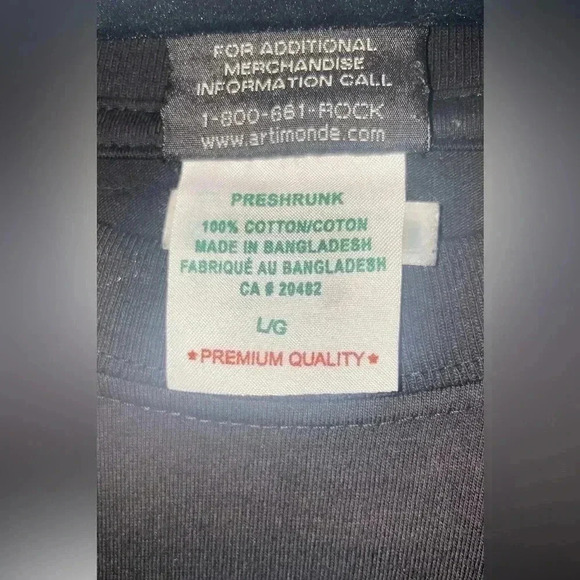 FOR ADDITIONAL
MERCHANDISE
INFORMATION CALL
1-800-661-ROCK
www.artimonde.com
PRESHRUNK
100% COTTON/COTON
MADE IN BANGLADESH
FABRIQUÉ AU BANGLADESH
CA # 20482
L/G
★PREMIUM QUALITY★